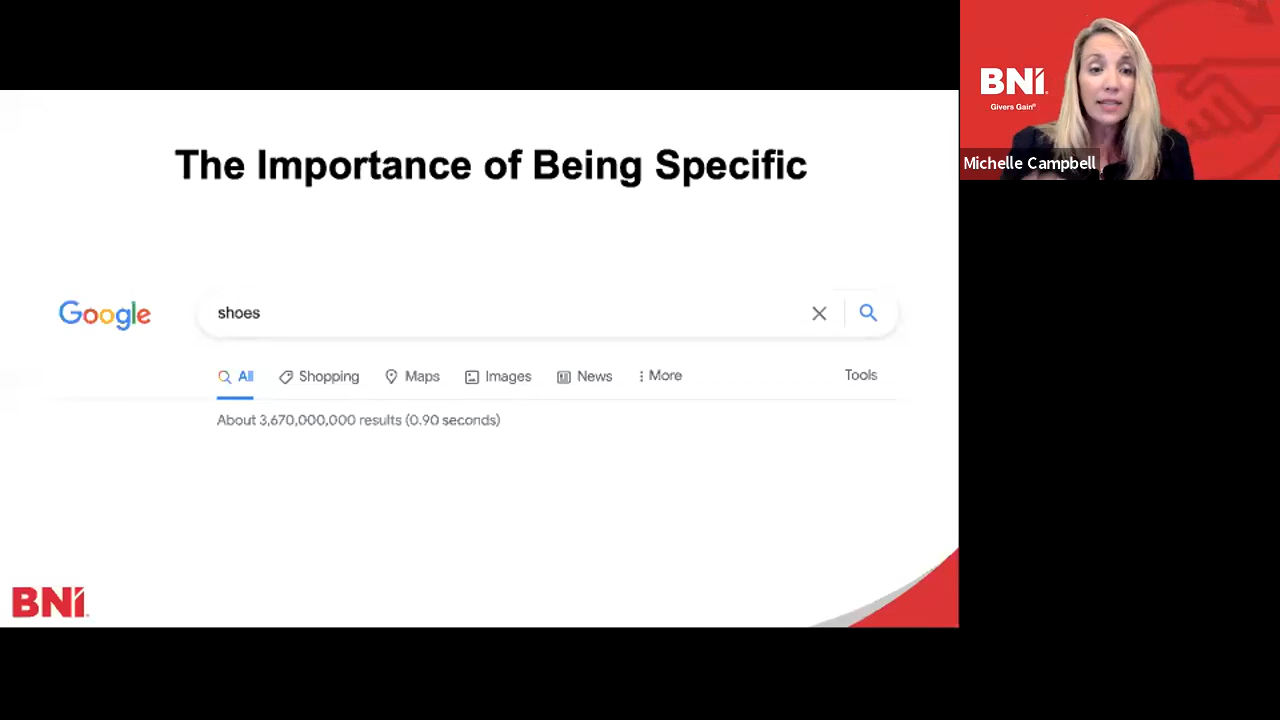 The Importance of Being Specific
Google
shoes
All Shopping Maps Images News More Tools
About 3,670,000,000 results (0.90 seconds)
BNI
BNI
Givers Gain®
Michelle Campbell